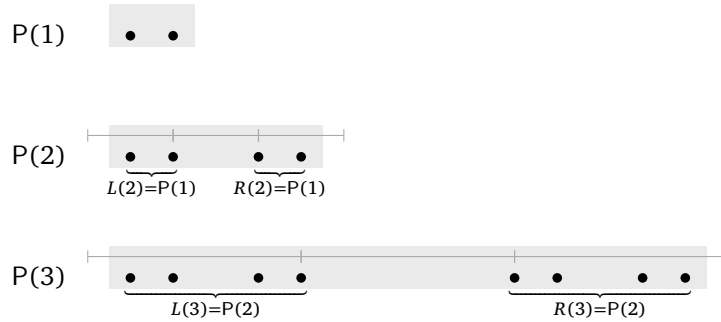 P(1)
P(2)
L(2)=P(1) R(2)=P(1)
P(3)
L(3)=P(2) R(3)=P(2)